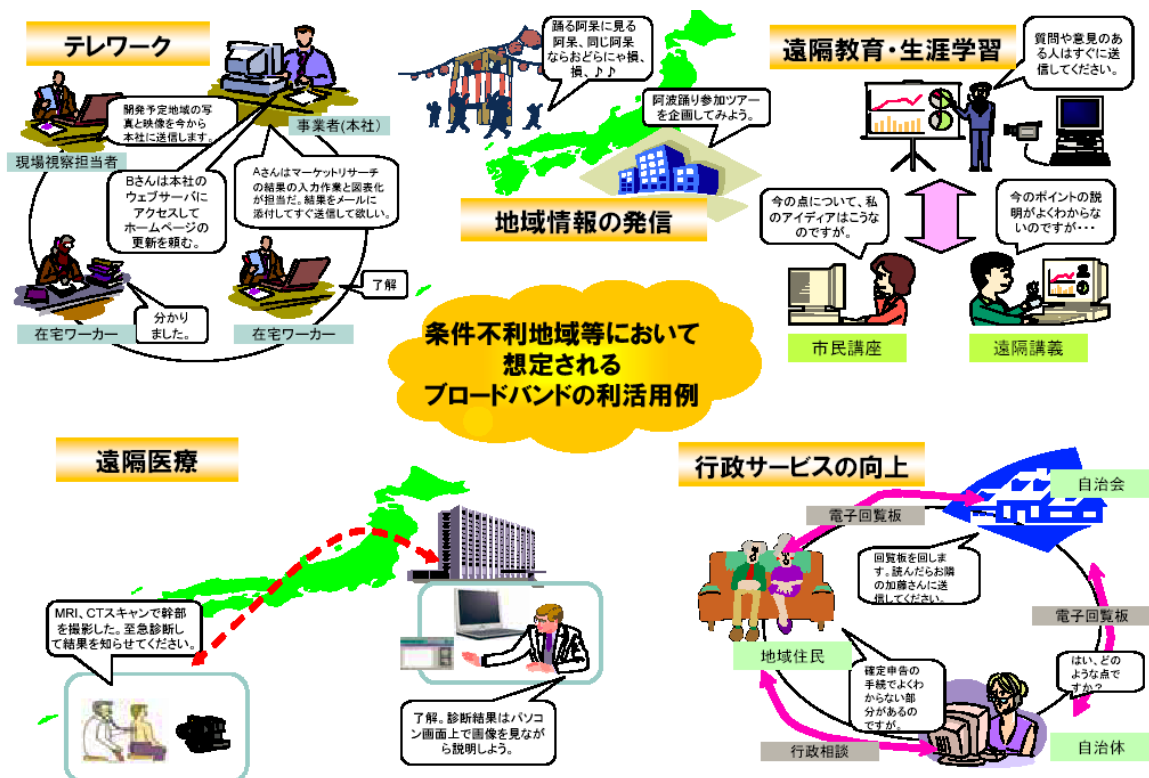 テレワーク
開発予定地域の写
真と映像を今から
本社に送信します。
現場視察担当者
事業者(本社)
Bさんは本社の
ウェブサーバに
アクセスして
ホームページの
更新を頼む。
Aさんはマーケットリサーチ
の結果の入力作業と図表化
が担当だ。結果をメールに
添付してすぐ送信して欲しい。
分かり
ました。
了解
在宅ワーカー
在宅ワーカー
踊る阿呆に見る
阿呆、同じ阿呆
ならおどらにゃ損、
損、♪♪
阿波踊り参加ツアー
を企画してみよう。
地域情報の発信
遠隔教育・生涯学習
質問や意見のあ
る人はすぐに送
信してください。
今の点について、私
のアイディアはこうな
のですが。
今のポイントの説
明がよくわからな
いのですが・・・
市民講座
遠隔講義
条件不利地域等において
想定される
ブロードバンドの利活用例
遠隔医療
MRI、CTスキャンで幹部
を撮影した。至急診断し
て結果を知らせてください。
了解。診断結果はパソコ
ン画面上で画像を見なが
ら説明しよう。
行政サービスの向上
自治会
電子回覧板
回覧板を回しま
す。読んだらお隣
の加藤さんに送
信してください。
電子回覧板
地域住民
確定申告の
手続でよくわ
からない部
分があるの
ですが。
はい、どの
ような点で
すか?
行政相談
自治体